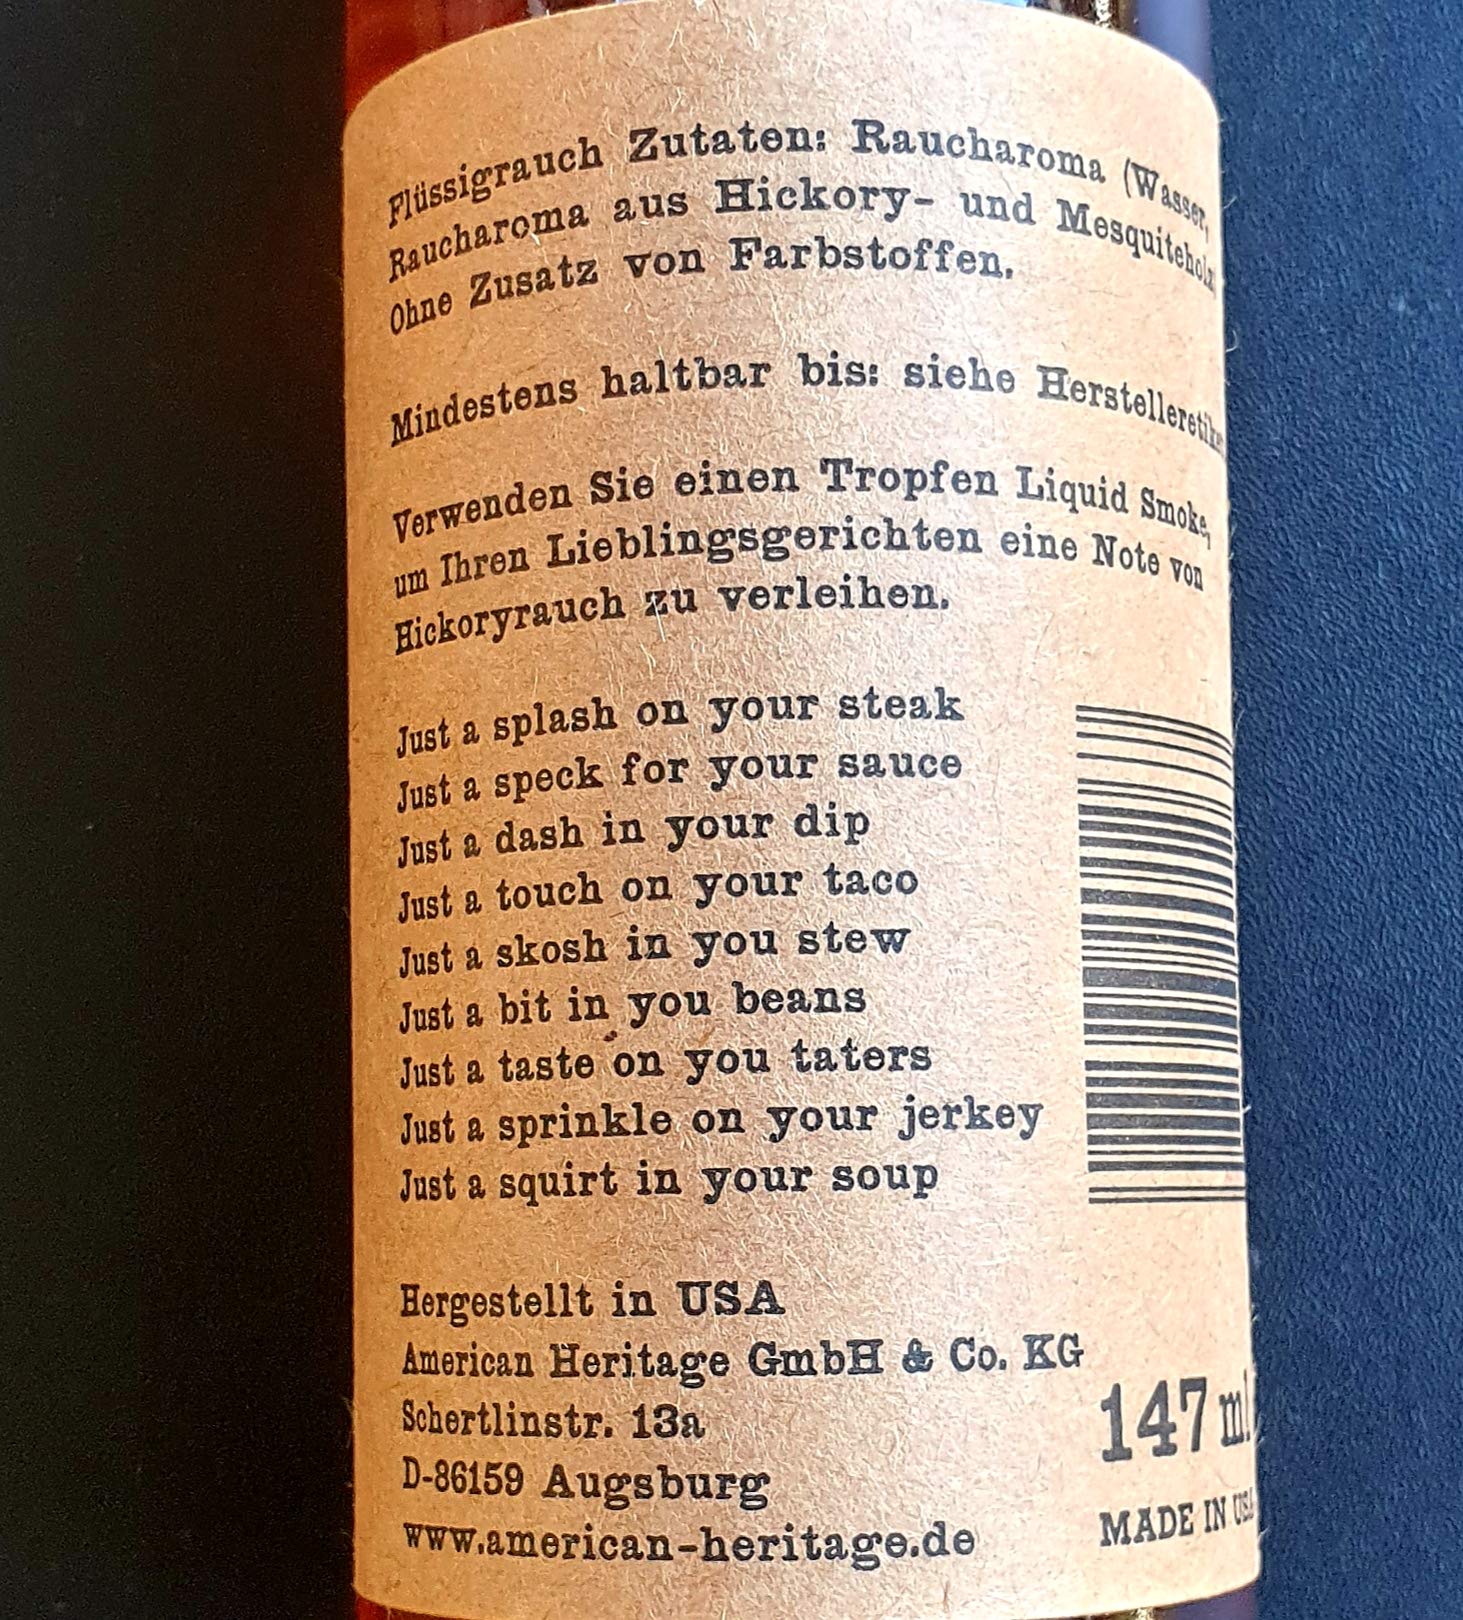 Flüssigrauch Zutaten: Raucharoma (Wasser,
Raucharoma aus Hickory- und Mesquiteholz
Ohne Zusatz von Farbstoffen.
Mindestens haltbar bis: siehe
Verwenden Sie einen Tropfen Liquid Smoke,
um Ihren Lieblingsgerichten eine Note von
Hickoryrauch zu verleihen.
Just a splash on your steak
Just a speck for your sauce
Just a dash in your dip
Just a touch on your taco
Just a skosh in you stew
Just a bit in you beans
Just a taste on you taters
Just a sprinkle on your jerkey
Just a squirt in your soup
Hergestellt in USA
American Heritage GmbH & Co. KG
Schertlinstr. 13a
D-86159 Augsburg
www.american-heritage.de
147 ml
MADE IN USA